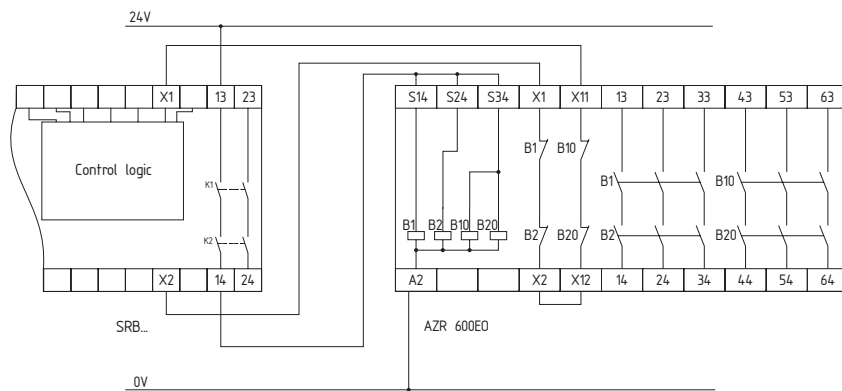 24V
X1 13 23 S14 S24 S34 X1 X11 13 23 33 43 53 63
Control logic
B1 B10
K1
B1 B10
B1 B2 B10 B20
K2
B2 B20
B2 B20
X2 14 24 A2 X2 X12 14 24 34 44 54 64
SRB... AZR 600EO
0V